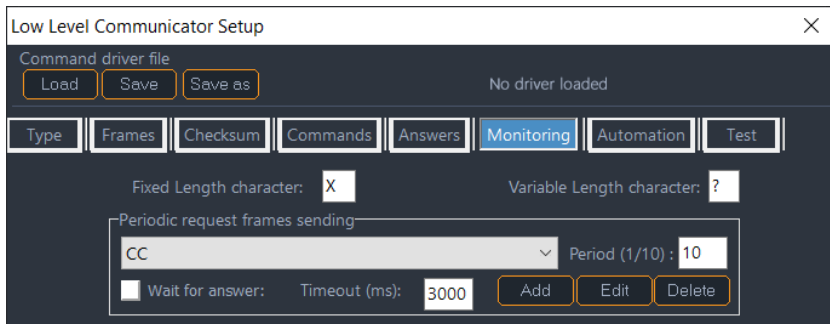 Low Level Communicator Setup
Command driver file
Load Save Save as No driver loaded
Type Frames Checksum Commands Answers Monitoring Automation Test
Fixed Length character: X Variable Length character: ?
Periodic request frames sending
CC Period (1/10) : 10
Wait for answer: Timeout (ms): 3000 Add Edit Delete